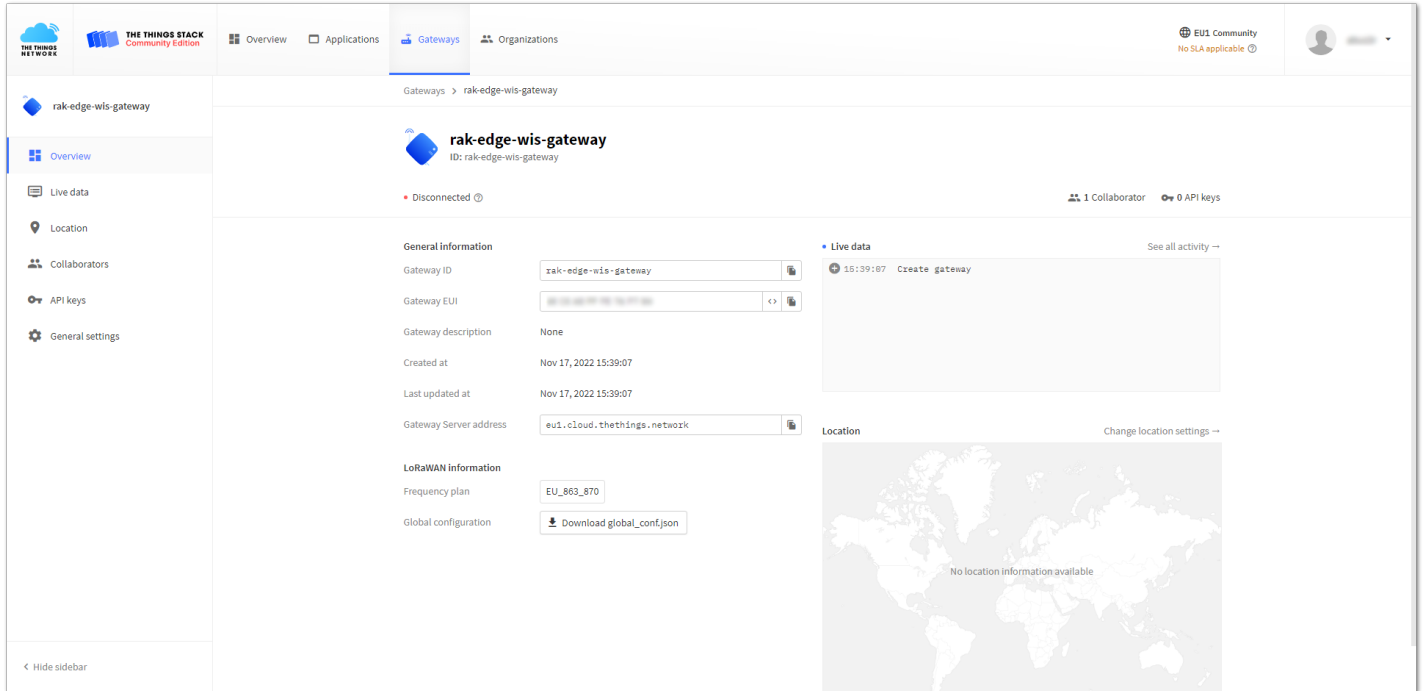 THE THINGS
NETWORK
THE THINGS STACK
Community Edition
Overview
Applications
Gateways
Organizations
EU1 Community
No SLA applicable
rak-edge-wis-gateway
Overview
Live data
Location
Collaborators
API keys
General settings
Hide sidebar
Gateways > rak-edge-wis-gateway
rak-edge-wis-gateway
ID: rak-edge-wis-gateway
Disconnected
1 Collaborator
0 API keys
General information
Gateway ID rak-edge-wis-gateway
Gateway EUI
Gateway description None
Created at Nov 17, 2022 15:39:07
Last updated at Nov 17, 2022 15:39:07
Gateway Server address eu1.cloud.thethings.network
LoRaWAN information
Frequency plan EU_863_870
Global configuration Download global_conf.json
Live data
See all activity →
15:39:07 Create gateway
Location
Change location settings →
No location information available